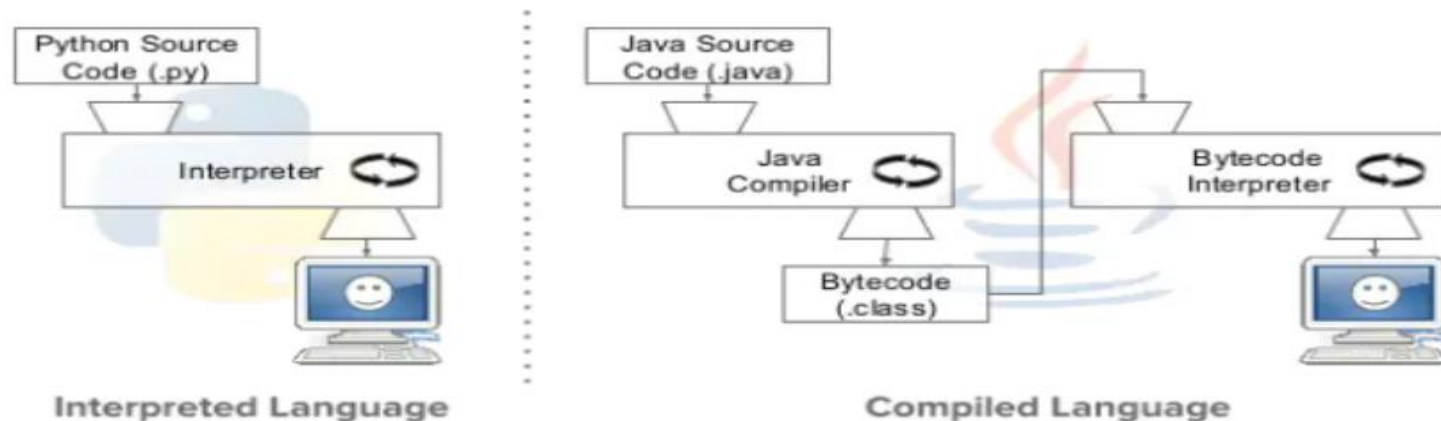 Python Source
Code (.py)
Interpreter
Interpreted Language
Java Source
Code (.java)
Java
Compiler
Bytecode
(.class)
Bytecode
Interpreter
Compiled Language